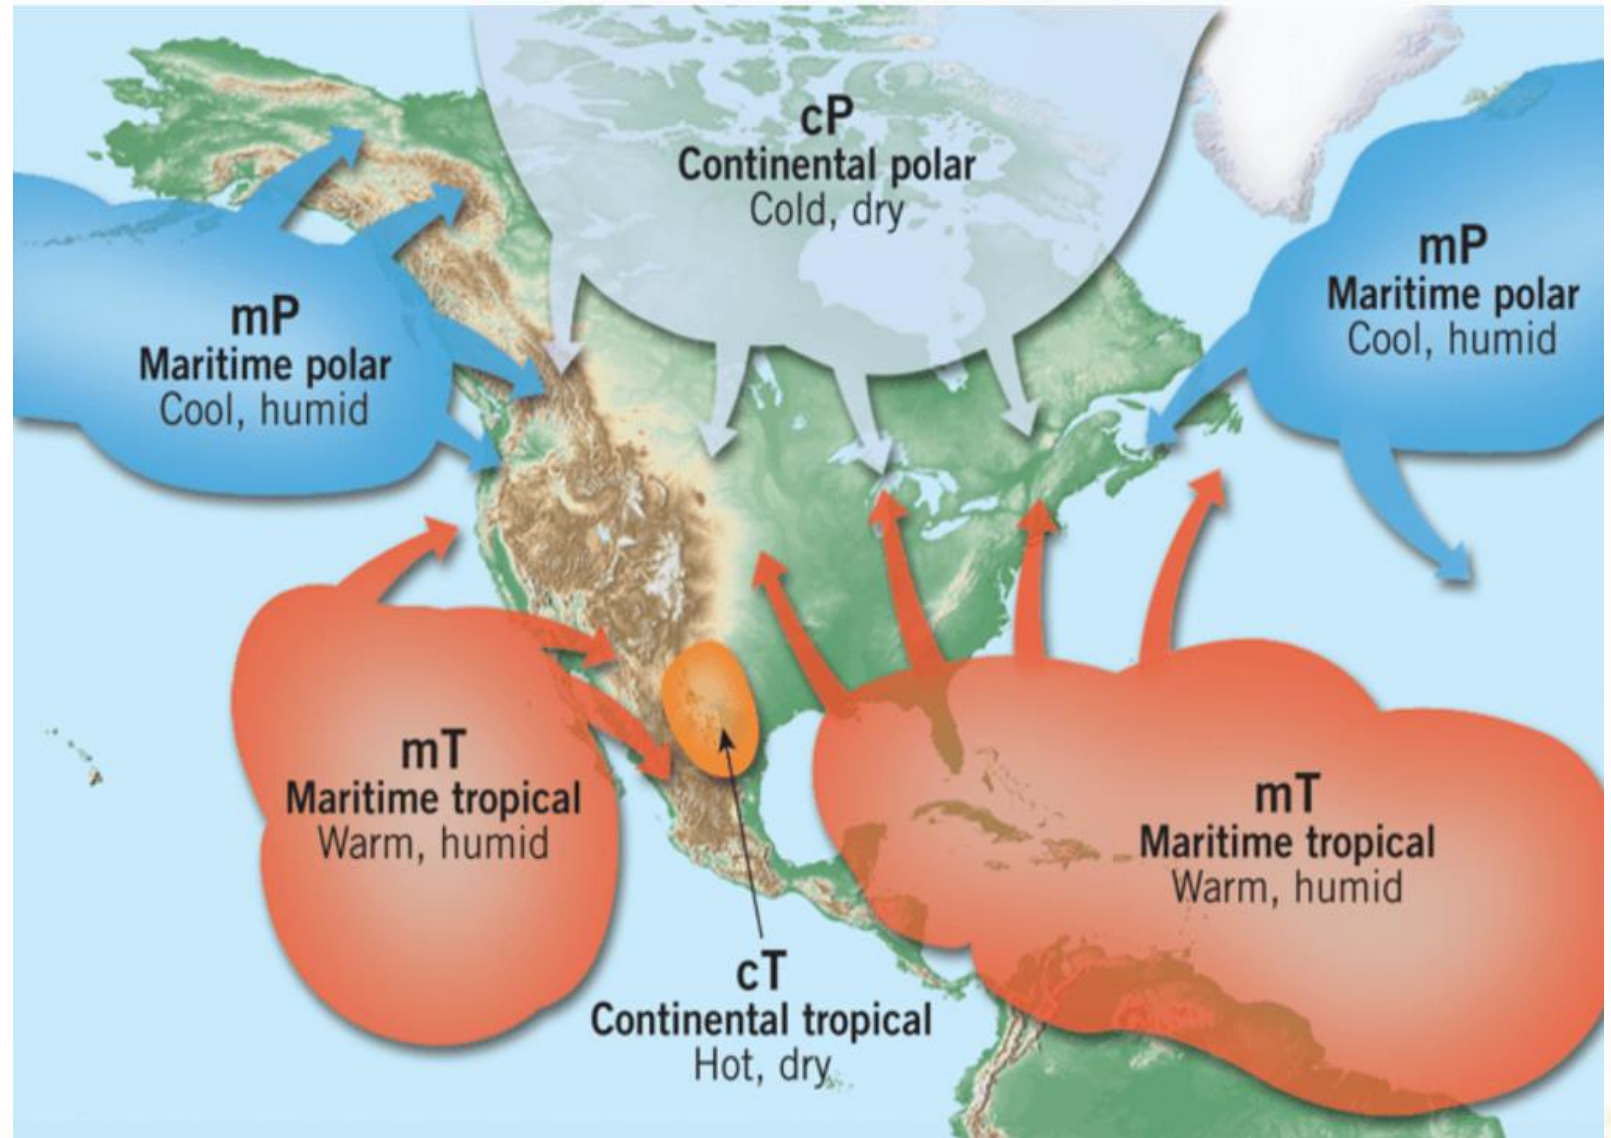 cP
Continental polar
Cold, dry
mP
Maritime polar
Cool, humid
mP
Maritime polar
Cool, humid
mT
Maritime tropical
Warm, humid
mT
Maritime tropical
Warm, humid
cT
Continental tropical
Hot, dry